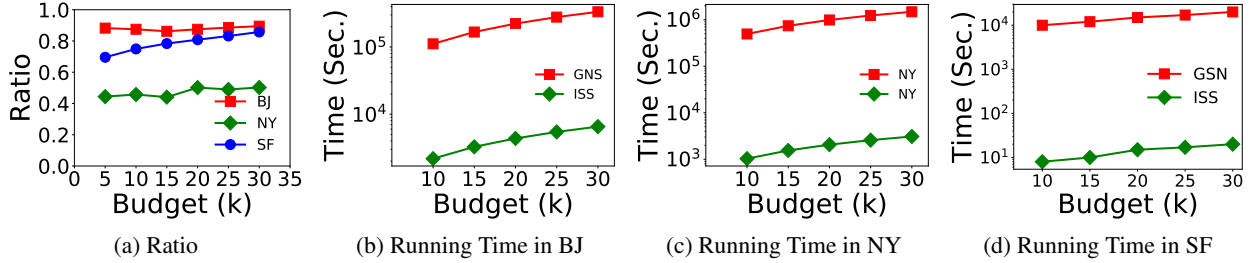 Ratio
1.0
0.8
0.6
0.4
0.2
0.0
BJ
NY
SF
0 5 10 15 20 25 30 35
Budget (k)
(a) Ratio
Time (Sec.)
10^5
10^4
GNS
ISS
10 15 20 25 30
Budget (k)
(b) Running Time in BJ
Time (Sec.)
10^6
10^5
10^4
10^3
NY
NY
10 15 20 25 30
Budget (k)
(c) Running Time in NY
Time (Sec.)
10^4
10^3
10^2
10^1
GSN
ISS
10 15 20 25 30
Budget (k)
(d) Running Time in SF